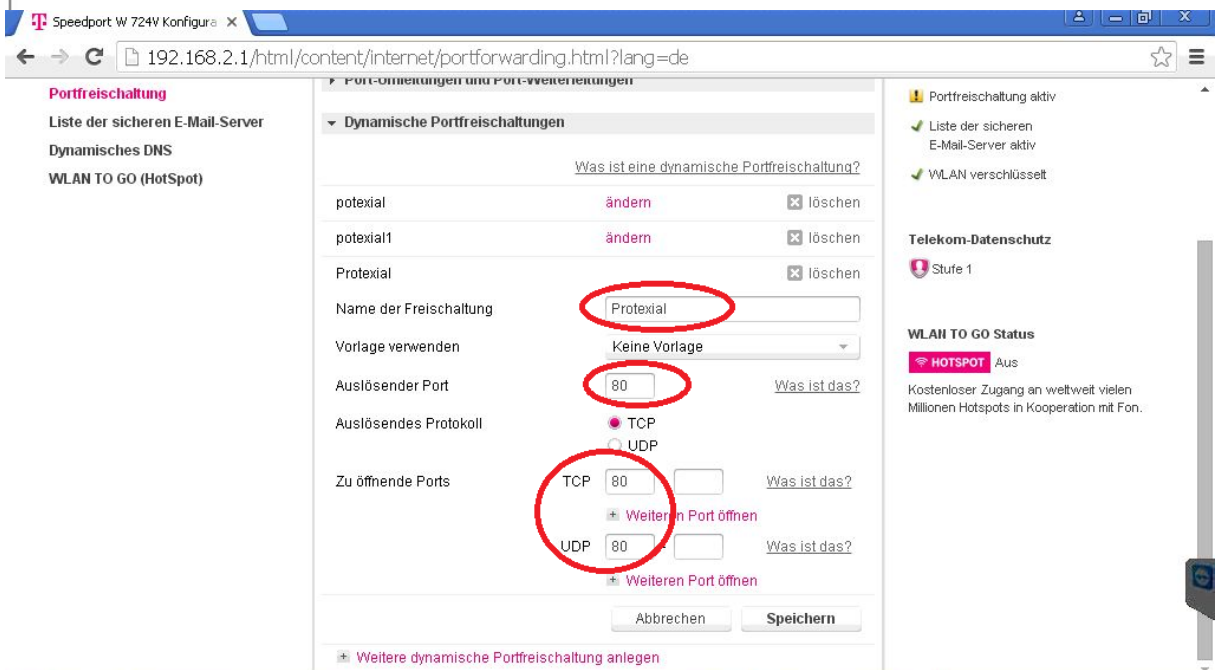 Speedport W 724V Konfigura
192.168.2.1/html/content/internet/portforwarding.html?lang=de
Portfreischaltung
Liste der sicheren E-Mail-Server
Dynamisches DNS
WLAN TO GO (HotSpot)
Port-Umleitungen und Port-Weiterleitungen
Dynamische Portfreischaltungen
Was ist eine dynamische Portfreischaltung?
potexial ändern löschen
potexial1 ändern löschen
Protexial löschen
Name der Freischaltung Protexial
Vorlage verwenden Keine Vorlage
Auslösender Port 80 Was ist das?
Auslösendes Protokoll TCP
UDP
Zu öffnende Ports TCP 80 Was ist das?
+ Weiteren Port öffnen
UDP 80 - Was ist das?
+ Weiteren Port öffnen
Abbrechen Speichern
+ Weitere dynamische Portfreischaltung anlegen
Portfreischaltung aktiv
Liste der sicheren
E-Mail-Server aktiv
WLAN verschlüsselt
Telekom-Datenschutz
Stufe 1
WLAN TO GO Status
HOTSPOT Aus
Kostenloser Zugang an weltweit vielen
Millionen Hotspots in Kooperation mit Fon.